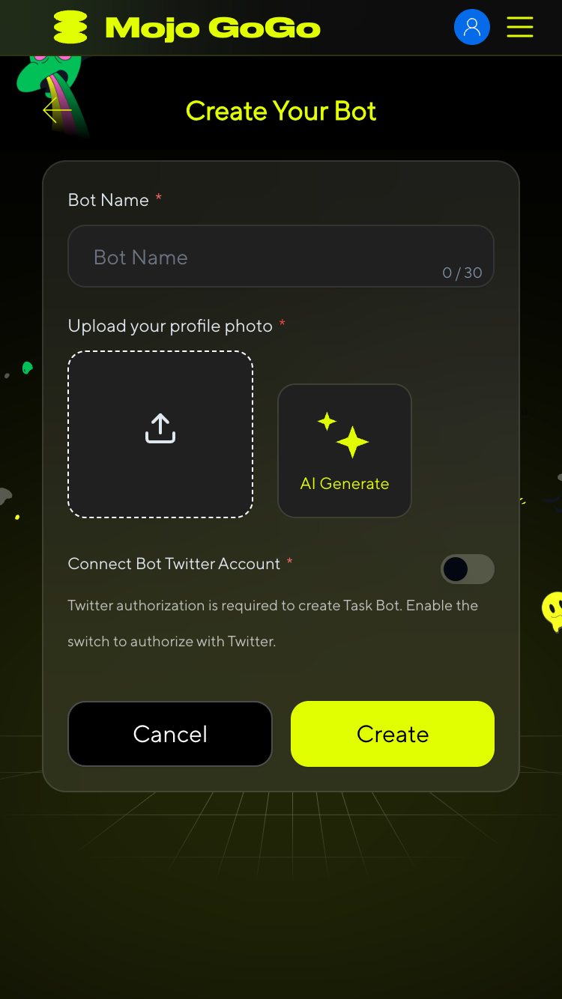 Mojo GoGo
Create Your Bot
Bot Name *
Bot Name
0 / 30
Upload your profile photo *
AI Generate
Connect Bot Twitter Account *
Twitter authorization is required to create Task Bot. Enable the
switch to authorize with Twitter.
Cancel
Create